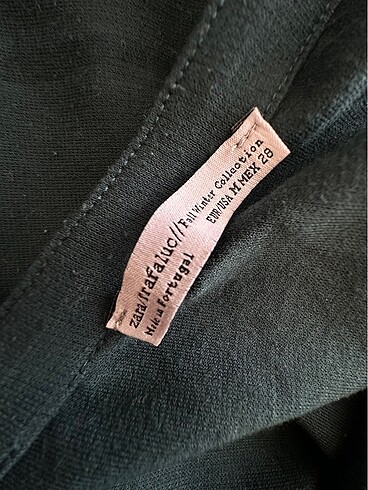 Zara/Trafaluc//Fall Winter Collection
Made in Portugal EUR/USA M MEX 28